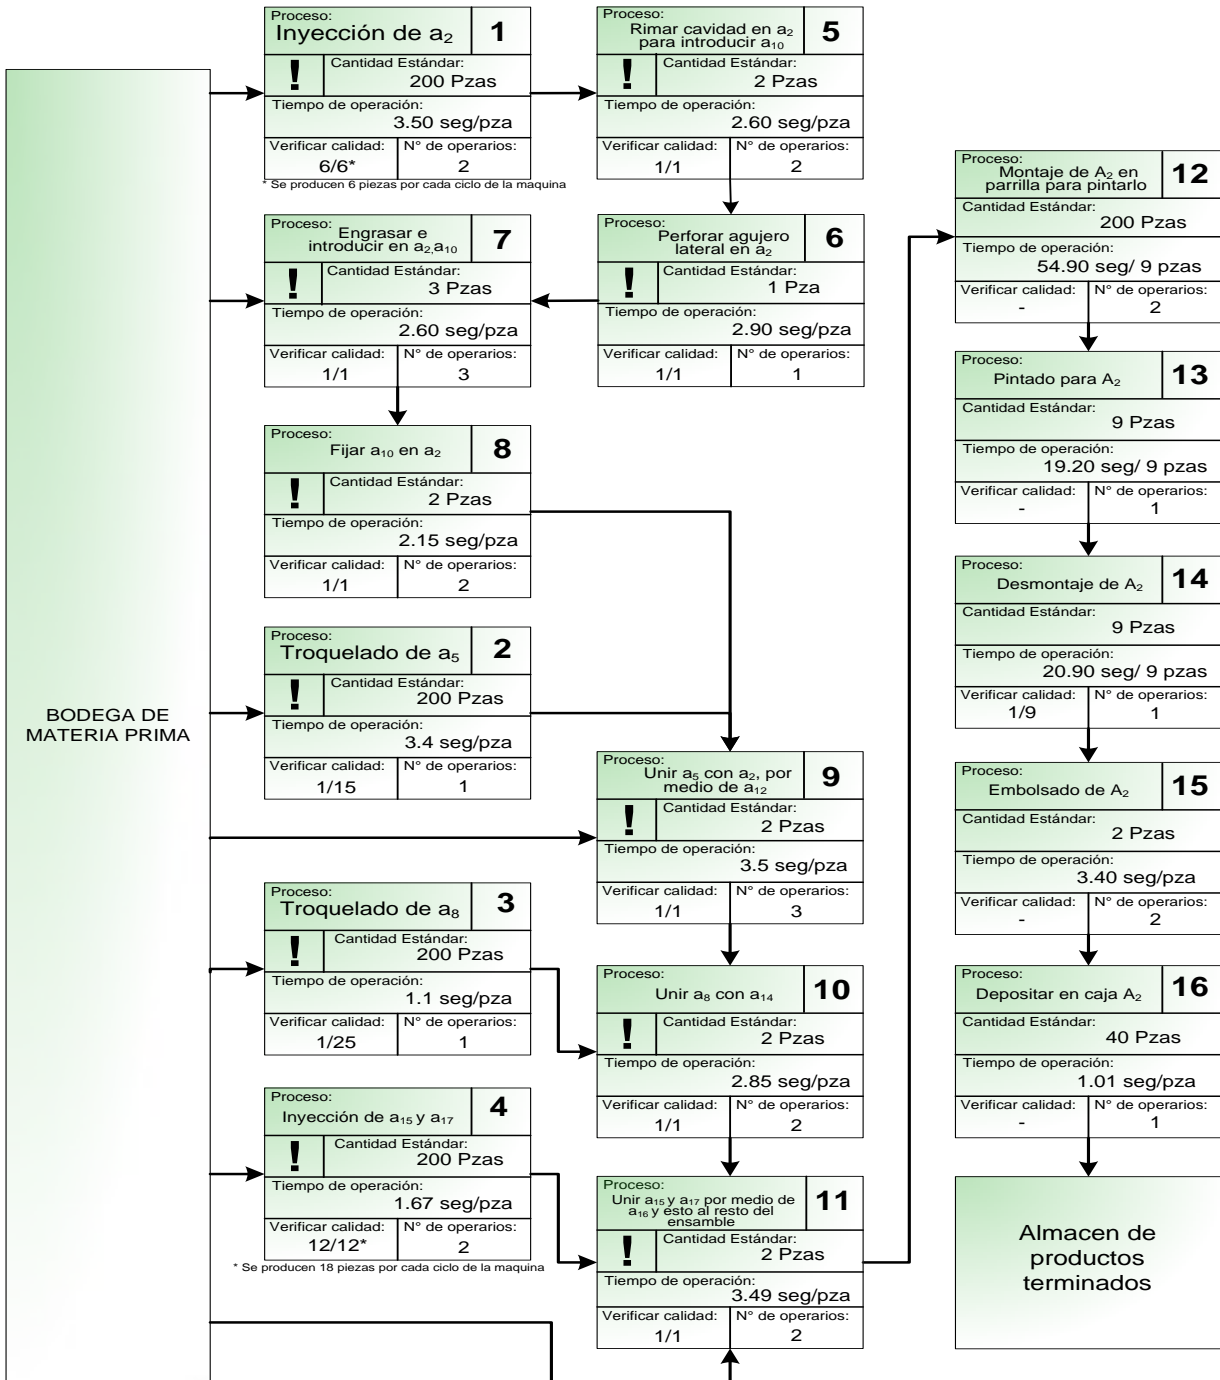 BODEGA DE
MATERIA PRIMA
Proceso:
Inyección de a₂
1
!
Cantidad Estándar:
200 Pzas
Tiempo de operación:
3.50 seg/pza
Verificar calidad:
6/6*
N° de operarios:
2
* Se producen 6 piezas por cada ciclo de la maquina
Proceso:
Rimar cavidad en a₂
para introducir a₁₀
5
!
Cantidad Estándar:
2 Pzas
Tiempo de operación:
2.60 seg/pza
Verificar calidad:
1/1
N° de operarios:
2
Proceso:
Engrasar e
introducir en a₂,a₁₀
7
!
Cantidad Estándar:
3 Pzas
Tiempo de operación:
2.60 seg/pza
Verificar calidad:
1/1
N° de operarios:
3
Proceso:
Perforar agujero
lateral en a₂
6
!
Cantidad Estándar:
1 Pza
Tiempo de operación:
2.90 seg/pza
Verificar calidad:
1/1
N° de operarios:
1
Proceso:
Fijar a₁₀ en a₂
8
!
Cantidad Estándar:
2 Pzas
Tiempo de operación:
2.15 seg/pza
Verificar calidad:
1/1
N° de operarios:
2
Proceso:
Troquelado de a₅
2
!
Cantidad Estándar:
200 Pzas
Tiempo de operación:
3.4 seg/pza
Verificar calidad:
1/15
N° de operarios:
1
Proceso:
Unir a₅ con a₂, por
medio de a₁₂
9
!
Cantidad Estándar:
2 Pzas
Tiempo de operación:
3.5 seg/pza
Verificar calidad:
1/1
N° de operarios:
3
Proceso:
Troquelado de a₈
3
!
Cantidad Estándar:
200 Pzas
Tiempo de operación:
1.1 seg/pza
Verificar calidad:
1/25
N° de operarios:
1
Proceso:
Unir a₈ con a₁₄
10
!
Cantidad Estándar:
2 Pzas
Tiempo de operación:
2.85 seg/pza
Verificar calidad:
1/1
N° de operarios:
2
Proceso:
Inyección de a₁₅ y a₁₇
4
!
Cantidad Estándar:
200 Pzas
Tiempo de operación:
1.67 seg/pza
Verificar calidad:
12/12*
N° de operarios:
2
* Se producen 18 piezas por cada ciclo de la maquina
Proceso:
Unir a₁₅ y a₁₇ por medio de
a₁₆ y esto al resto del
ensamble
11
!
Cantidad Estándar:
2 Pzas
Tiempo de operación:
3.49 seg/pza
Verificar calidad:
1/1
N° de operarios:
2
Proceso:
Montaje de A₂ en
parrilla para pintarlo
12
Cantidad Estándar:
200 Pzas
Tiempo de operación:
54.90 seg/ 9 pzas
Verificar calidad:
-
N° de operarios:
2
Proceso:
Pintado para A₂
13
Cantidad Estándar:
9 Pzas
Tiempo de operación:
19.20 seg/ 9 pzas
Verificar calidad:
-
N° de operarios:
1
Proceso:
Desmontaje de A₂
14
Cantidad Estándar:
9 Pzas
Tiempo de operación:
20.90 seg/ 9 pzas
Verificar calidad:
1/9
N° de operarios:
1
Proceso:
Embolsado de A₂
15
Cantidad Estándar:
2 Pzas
Tiempo de operación:
3.40 seg/pza
Verificar calidad:
-
N° de operarios:
2
Proceso:
Depositar en caja A₂
16
Cantidad Estándar:
40 Pzas
Tiempo de operación:
1.01 seg/pza
Verificar calidad:
-
N° de operarios:
1
Almacen de
productos
terminados